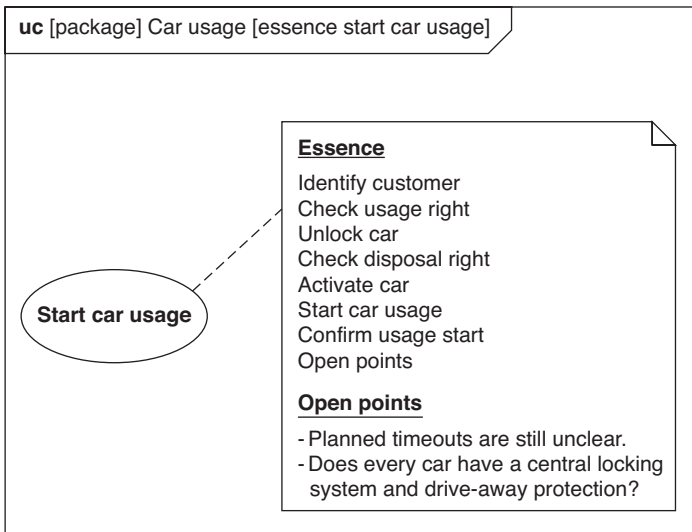 uc [package] Car usage [essence start car usage]
Essence
Identify customer
Check usage right
Unlock car
Check disposal right
Activate car
Start car usage
Confirm usage start
Open points
Start car usage
Open points
- Planned timeouts are still unclear.
- Does every car have a central locking
system and drive-away protection?